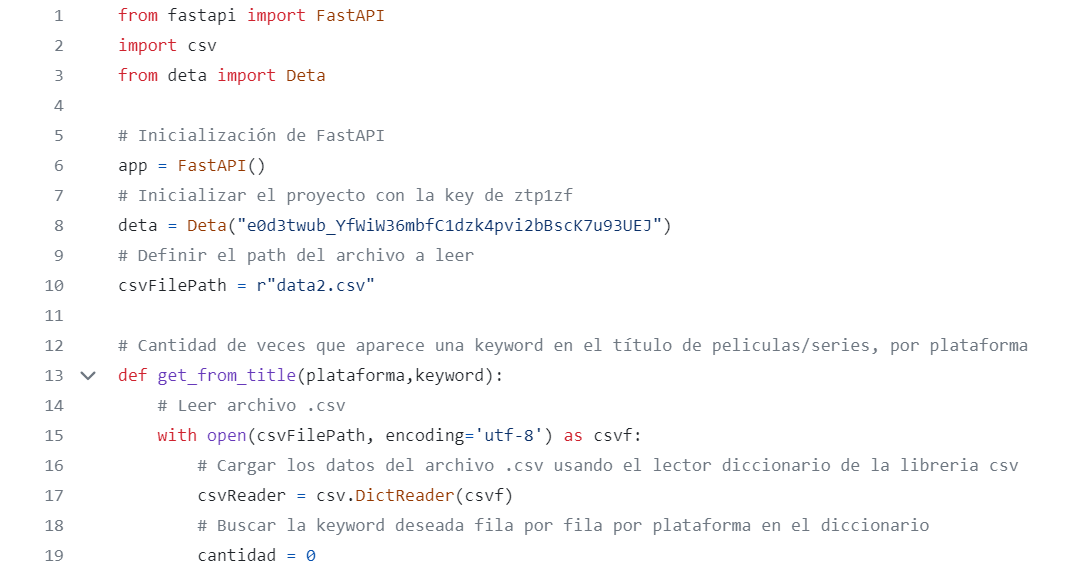 1 from fastapi import FastAPI
2 import csv
3 from deta import Deta
4
5 # Inicialización de FastAPI
6 app = FastAPI()
7 # Inicializar el proyecto con la key de ztp1zf
8 deta = Deta("e0d3twub_YfWiW36mbfC1dzk4pvi2bBscK7u93UEJ")
9 # Definir el path del archivo a leer
10 csvFilePath = r"data2.csv"
11
12 # Cantidad de veces que aparece una keyword en el título de peliculas/series, por plataforma
13 def get_from_title(plataforma,keyword):
14 # Leer archivo .csv
15 with open(csvFilePath, encoding='utf-8') as csvf:
16 # Cargar los datos del archivo .csv usando el lector diccionario de la libreria csv
17 csvReader = csv.DictReader(csvf)
18 # Buscar la keyword deseada fila por fila por plataforma en el diccionario
19 cantidad = 0